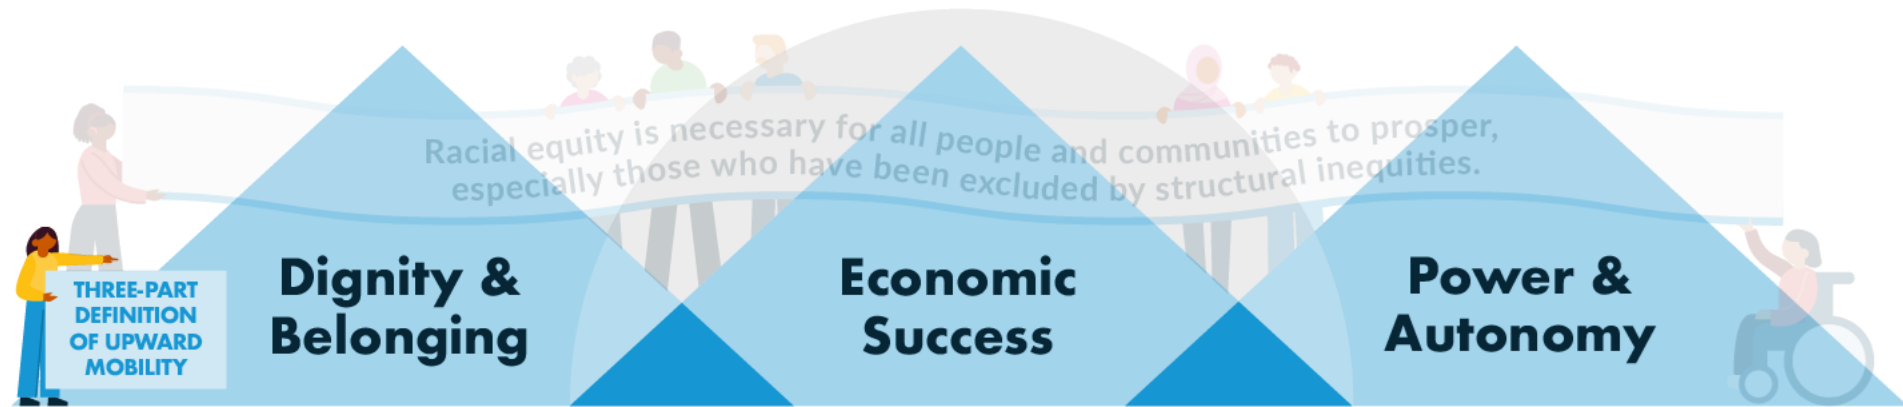 Racial equity is necessary for all people and communities to prosper,
especially those who have been excluded by structural inequities.
THREE-PART
DEFINITION
OF UPWARD
MOBILITY
Dignity &
Belonging
Economic
Success
Power &
Autonomy